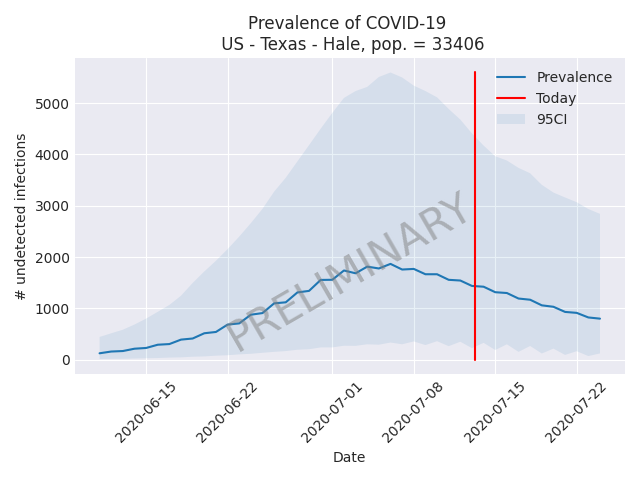 Prevalence of COVID-19
US - Texas - Hale, pop. = 33406
Prevalence
Today
95CI
5000
4000
3000
2000
1000
0
# undetected infections
PRELIMINARY
2020-06-15
2020-06-22
2020-07-01
2020-07-08
2020-07-15
2020-07-22
Date